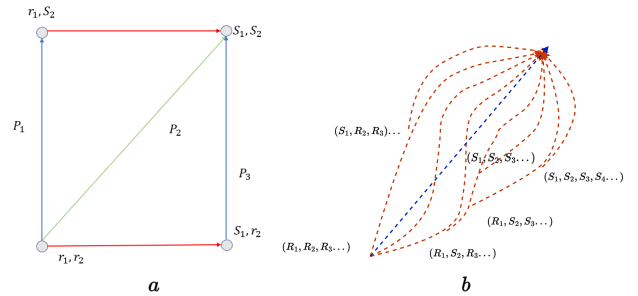 r₁, S₂
S₁, S₂
P₁
P₂
P₃
S₁, r₂
r₁, r₂
a
(S₁, R₂, R₃)...
(S₁, S₂, S₃...)
(S₁, S₂, S₃, S₄...)
(R₁, S₂, S₃...)
(R₁, R₂, R₃...)
(R₁, S₂, R₃...)
b